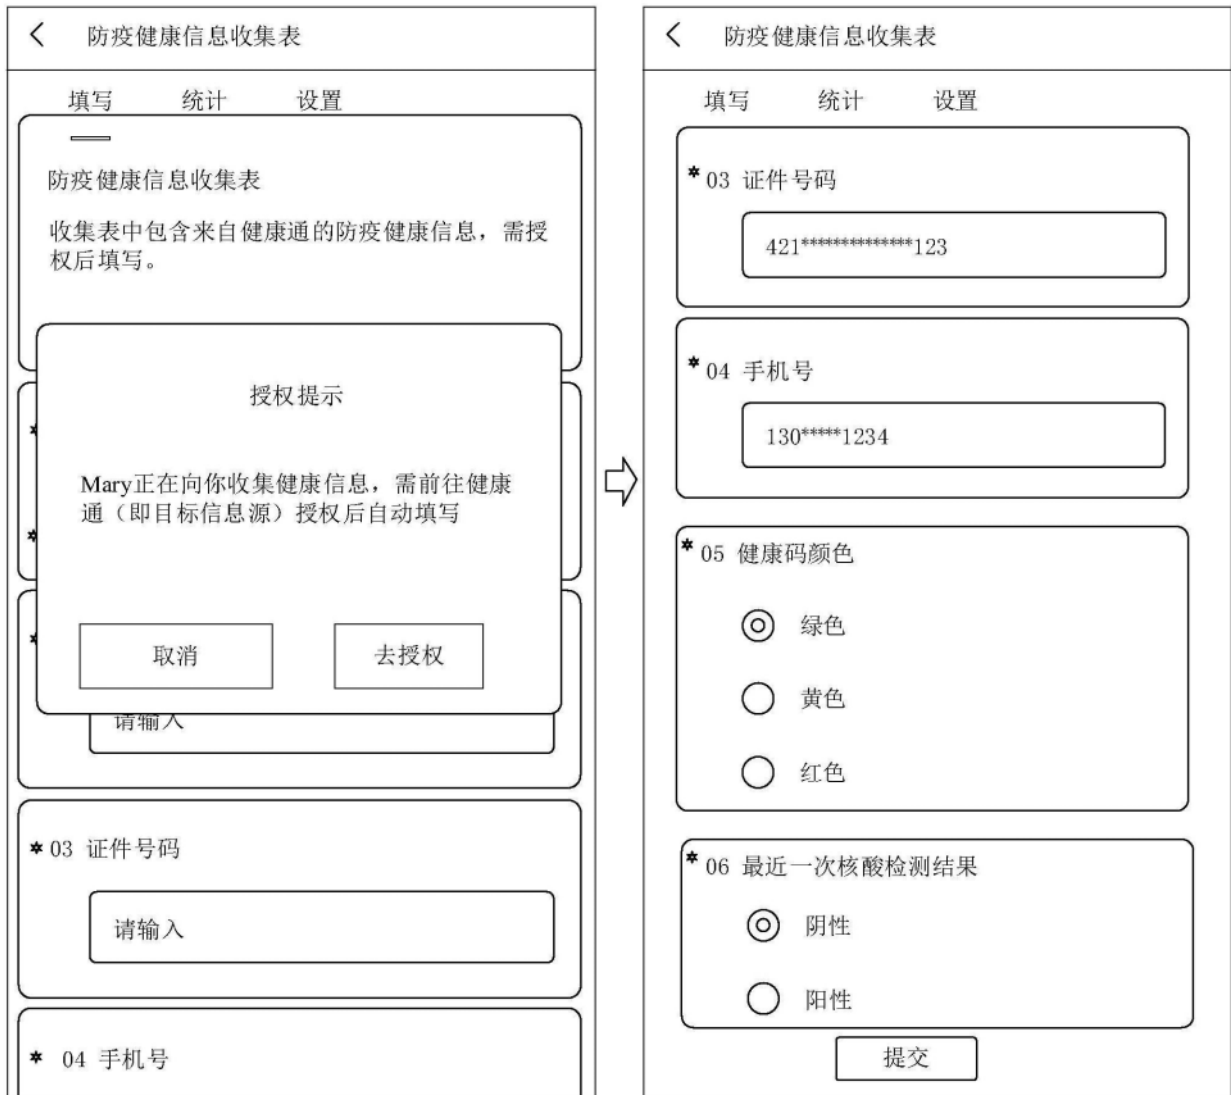 防疫健康信息收集表
填写 统计 设置
防疫健康信息收集表
收集表中包含来自健康通的防疫健康信息，需授
权后填写。
授权提示
Mary正在向你收集健康信息，需前往健康
通（即目标信息源）授权后自动填写
取消 去授权
请输入
* 03 证件号码
请输入
* 04 手机号
防疫健康信息收集表
填写 统计 设置
* 03 证件号码
421**************123
* 04 手机号
130*****1234
* 05 健康码颜色
绿色
黄色
红色
* 06 最近一次核酸检测结果
阴性
阳性
提交